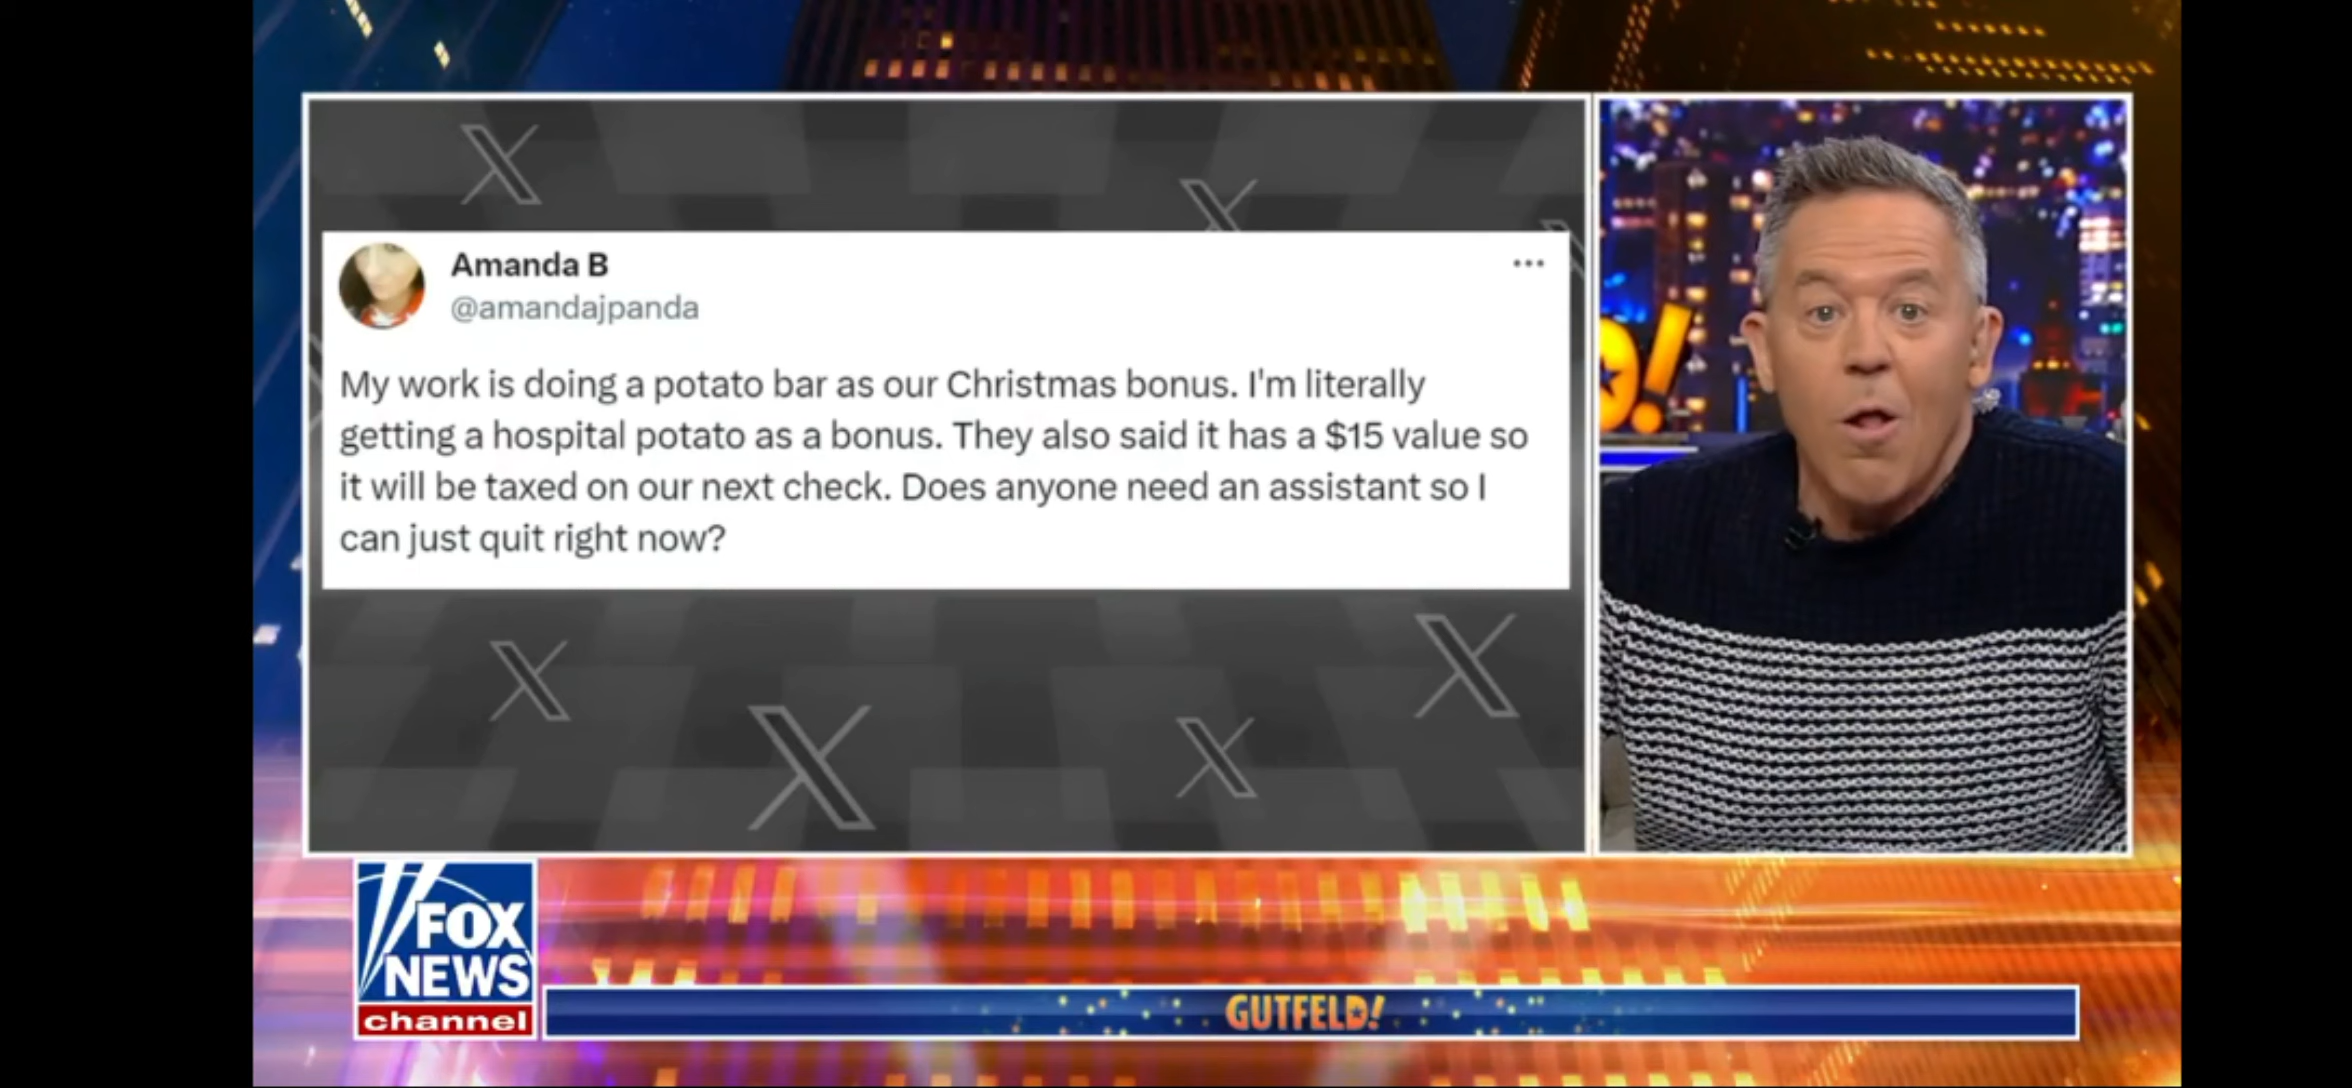 Amanda B
@amandajpanda
My work is doing a potato bar as our Christmas bonus. I'm literally
getting a hospital potato as a bonus. They also said it has a $15 value so
it will be taxed on our next check. Does anyone need an assistant so I
can just quit right now?
FOX
NEWS
channel
GUTFELD!